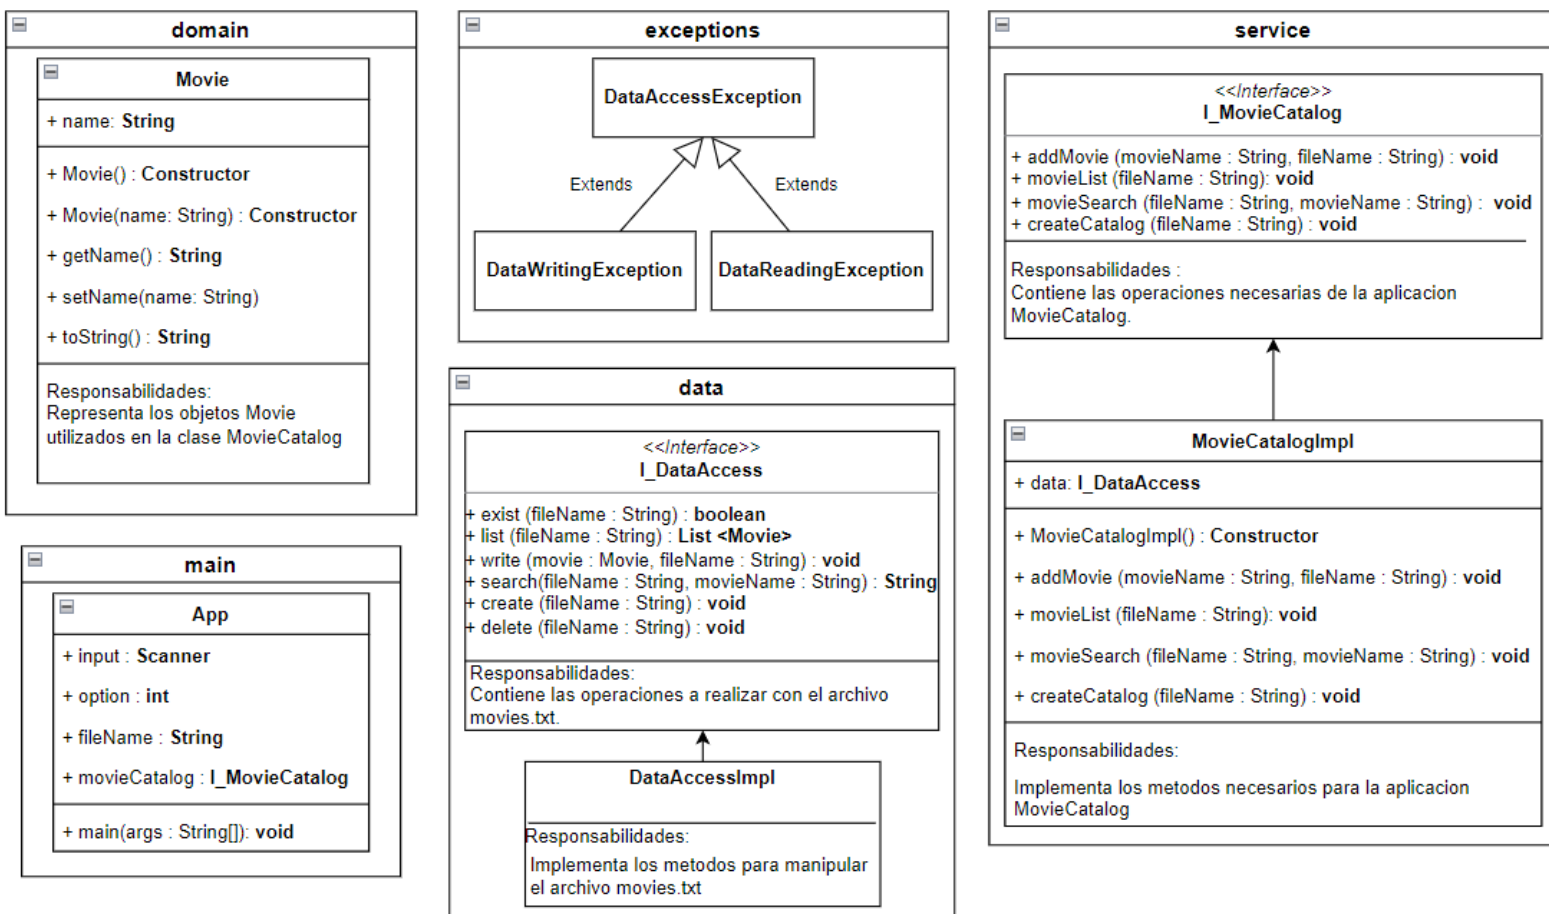 domain
Movie
+ name: String
+ Movie() : Constructor
+ Movie(name: String) : Constructor
+ getName() : String
+ setName(name: String)
+ toString() : String
Responsabilidades:
Representa los objetos Movie
utilizados en la clase MovieCatalog
main
App
+ input : Scanner
+ option : int
+ fileName : String
+ movieCatalog : I_MovieCatalog
+ main(args : String[]): void
exceptions
DataAccessException
Extends
Extends
DataWritingException
DataReadingException
data
<<Interface>>
I_DataAccess
+ exist (fileName : String) : boolean
+ list (fileName : String) : List <Movie>
+ write (movie : Movie, fileName : String) : void
+ search(fileName : String, movieName : String) : String
+ create (fileName : String) : void
+ delete (fileName : String) : void
Responsabilidades:
Contiene las operaciones a realizar con el archivo
movies.txt.
DataAccessImpl
Responsabilidades:
Implementa los metodos para manipular
el archivo movies.txt
service
<<Interface>>
I_MovieCatalog
+ addMovie (movieName : String, fileName : String) : void
+ movieList (fileName : String): void
+ movieSearch (fileName : String, movieName : String) : void
+ createCatalog (fileName : String) : void
Responsabilidades :
Contiene las operaciones necesarias de la aplicacion
MovieCatalog.
MovieCatalogImpl
+ data: I_DataAccess
+ MovieCatalogImpl() : Constructor
+ addMovie (movieName : String, fileName : String) : void
+ movieList (fileName : String): void
+ movieSearch (fileName : String, movieName : String) : void
+ createCatalog (fileName : String) : void
Responsabilidades:
Implementa los metodos necesarios para la aplicacion
MovieCatalog